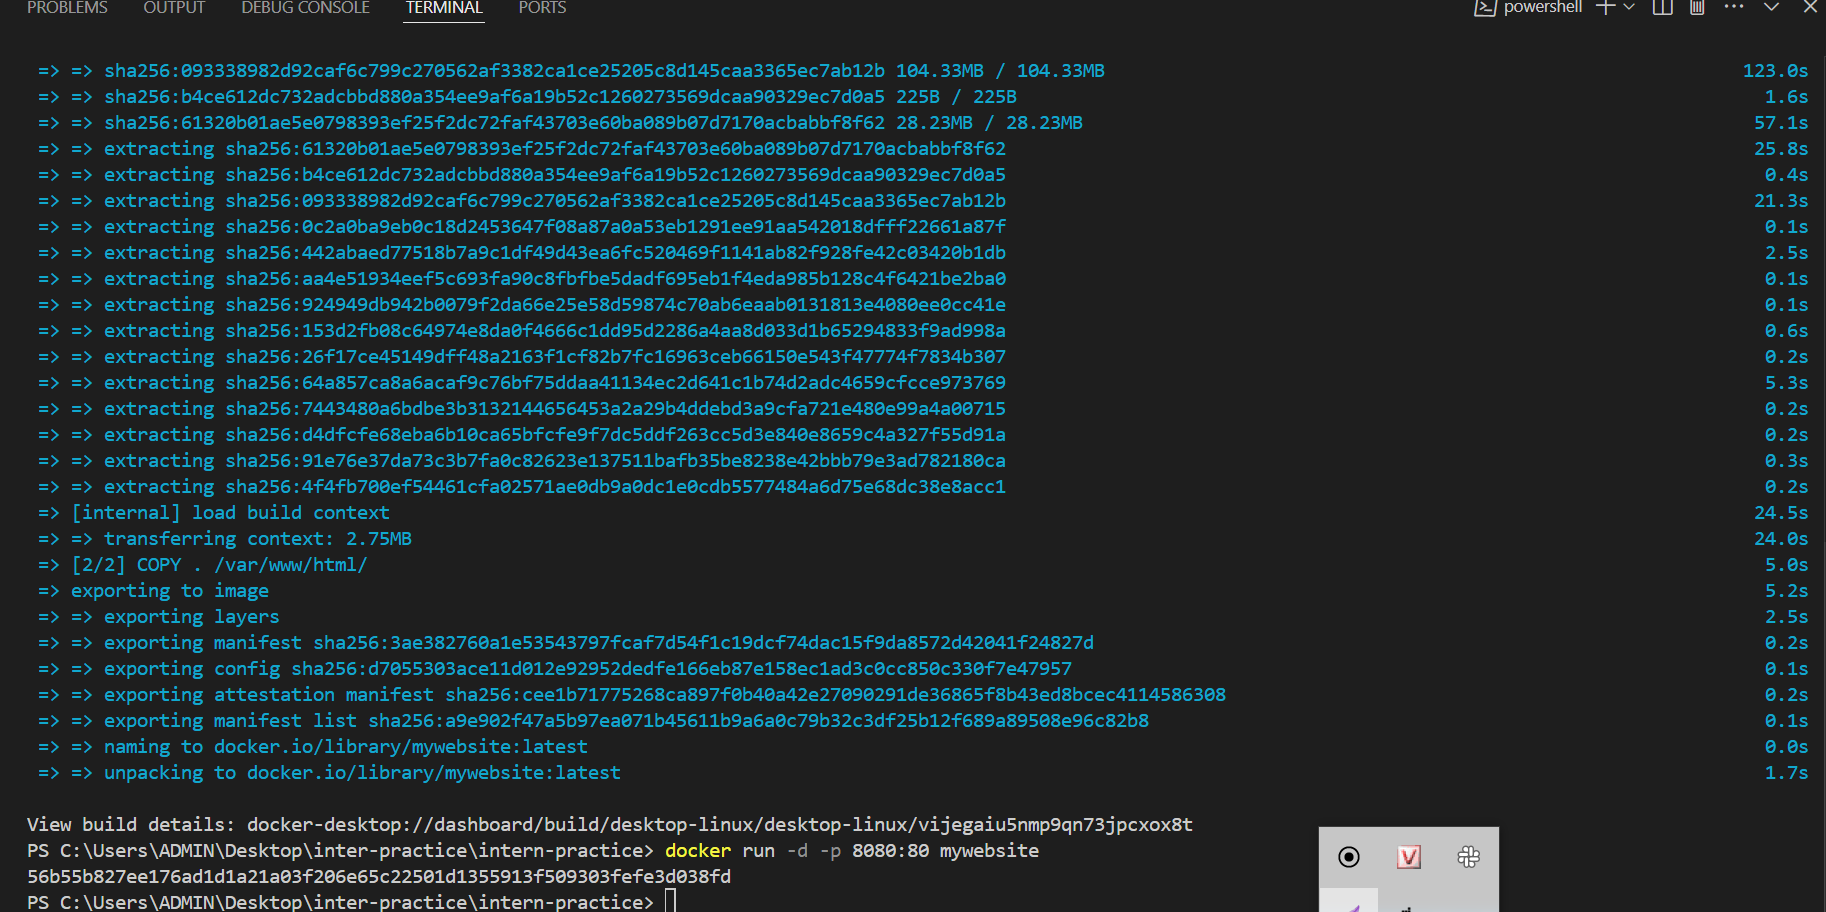 PROBLEMS OUTPUT DEBUG CONSOLE TERMINAL PORTS powershell
=> => sha256:093338982d92caf6c799c270562af3382ca1ce25205c8d145caa3365ec7ab12b 104.33MB / 104.33MB 123.0s
=> => sha256:b4ce612dc732adcbbd880a354ee9af6a19b52c1260273569dcaa90329ec7d0a5 225B / 225B 1.6s
=> => sha256:61320b01ae5e0798393ef25f2dc72faf43703e60ba089b07d7170acbabbf8f62 28.23MB / 28.23MB 57.1s
=> => extracting sha256:61320b01ae5e0798393ef25f2dc72faf43703e60ba089b07d7170acbabbf8f62 25.8s
=> => extracting sha256:b4ce612dc732adcbbd880a354ee9af6a19b52c1260273569dcaa90329ec7d0a5 0.4s
=> => extracting sha256:093338982d92caf6c799c270562af3382ca1ce25205c8d145caa3365ec7ab12b 21.3s
=> => extracting sha256:0c2a0ba9eb0c18d2453647f08a87a0a53eb1291ee91aa542018dfff22661a87f 0.1s
=> => extracting sha256:442abaed77518b7a9c1df49d43ea6fc520469f1141ab82f928fe42c03420b1db 2.5s
=> => extracting sha256:aa4e51934eef5c693fa90c8fbfbe5dadf695eb1f4eda985b128c4f6421be2ba0 0.1s
=> => extracting sha256:924949db942b0079f2da66e25e58d59874c70ab6eaab0131813e4080ee0cc41e 0.1s
=> => extracting sha256:153d2fb08c64974e8da0f4666c1dd95d2286a4aa8d033d1b65294833f9ad998a 0.6s
=> => extracting sha256:26f17ce45149dff48a2163f1cf82b7fc16963ceb66150e543f47774f7834b307 0.2s
=> => extracting sha256:64a857ca8a6acaf9c76bf75ddaa41134ec2d641c1b74d2adc4659cfcce973769 5.3s
=> => extracting sha256:7443480a6bdbe3b3132144656453a2a29b4ddebd3a9cfa721e480e99a4a00715 0.2s
=> => extracting sha256:d4dfcfe68eba6b10ca65bfcfe9f7dc5ddf263cc5d3e840e8659c4a327f55d91a 0.2s
=> => extracting sha256:91e76e37da73c3b7fa0c82623e137511bafb35be8238e42bbb79e3ad782180ca 0.3s
=> => extracting sha256:4f4fb700ef54461cfa02571ae0db9a0dc1e0cdb5577484a6d75e68dc38e8acc1 0.2s
=> [internal] load build context 24.5s
=> => transferring context: 2.75MB 24.0s
=> [2/2] COPY . /var/www/html/ 5.0s
=> exporting to image 5.2s
=> => exporting layers 2.5s
=> => exporting manifest sha256:3ae382760a1e53543797fcaf7d54f1c19dcf74dac15f9da8572d42041f24827d 0.2s
=> => exporting config sha256:d7055303ace11d012e92952dedfe166eb87e158ec1ad3c0cc850c330f7e47957 0.1s
=> => exporting attestation manifest sha256:cee1b71775268ca897f0b40a42e27090291de36865f8b43ed8bcec4114586308 0.2s
=> => exporting manifest list sha256:a9e902f47a5b97ea071b45611b9a6a0c79b32c3df25b12f689a89508e96c82b8 0.1s
=> => naming to docker.io/library/mywebsite:latest 0.0s
=> => unpacking to docker.io/library/mywebsite:latest 1.7s
View build details: docker-desktop://dashboard/build/desktop-linux/desktop-linux/vijegaiu5nmp9qn73jpcxox8t
PS C:\Users\ADMIN\Desktop\inter-practice\intern-practice> docker run -d -p 8080:80 mywebsite
56b55b827ee176ad1d1a21a03f206e65c22501d1355913f509303fefe3d038fd
PS C:\Users\ADMIN\Desktop\inter-practice\intern-practice>